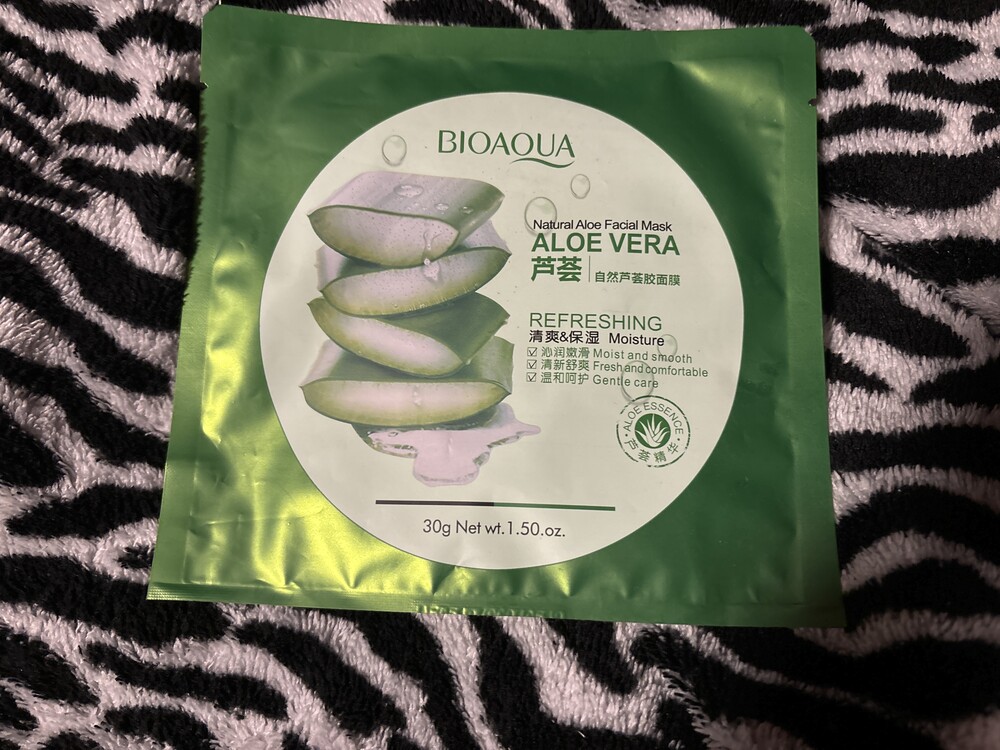 BIOAQUA
Natural Aloe Facial Mask
ALOE VERA
芦荟 自然芦荟胶面膜
REFRESHING
清爽&保湿 Moisture
沁润嫩滑 Moist and smooth
清新舒爽 Fresh and comfortable
温和呵护 Gentle care
ALOE ESSENCE
芦荟精华
30g Net wt.1.50.oz.